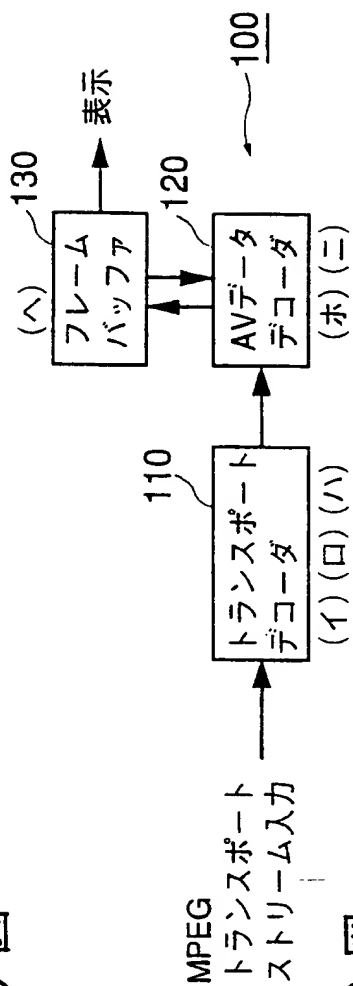 MPEG
トランスポート
ストリーム入力
110
トランスポート
デコーダ
(イ)(ロ)(ハ)
120
AVデータ
デコーダ
(ホ)(ニ)
130
(ヘ)
フレーム
バッファ
表示
100
図
図